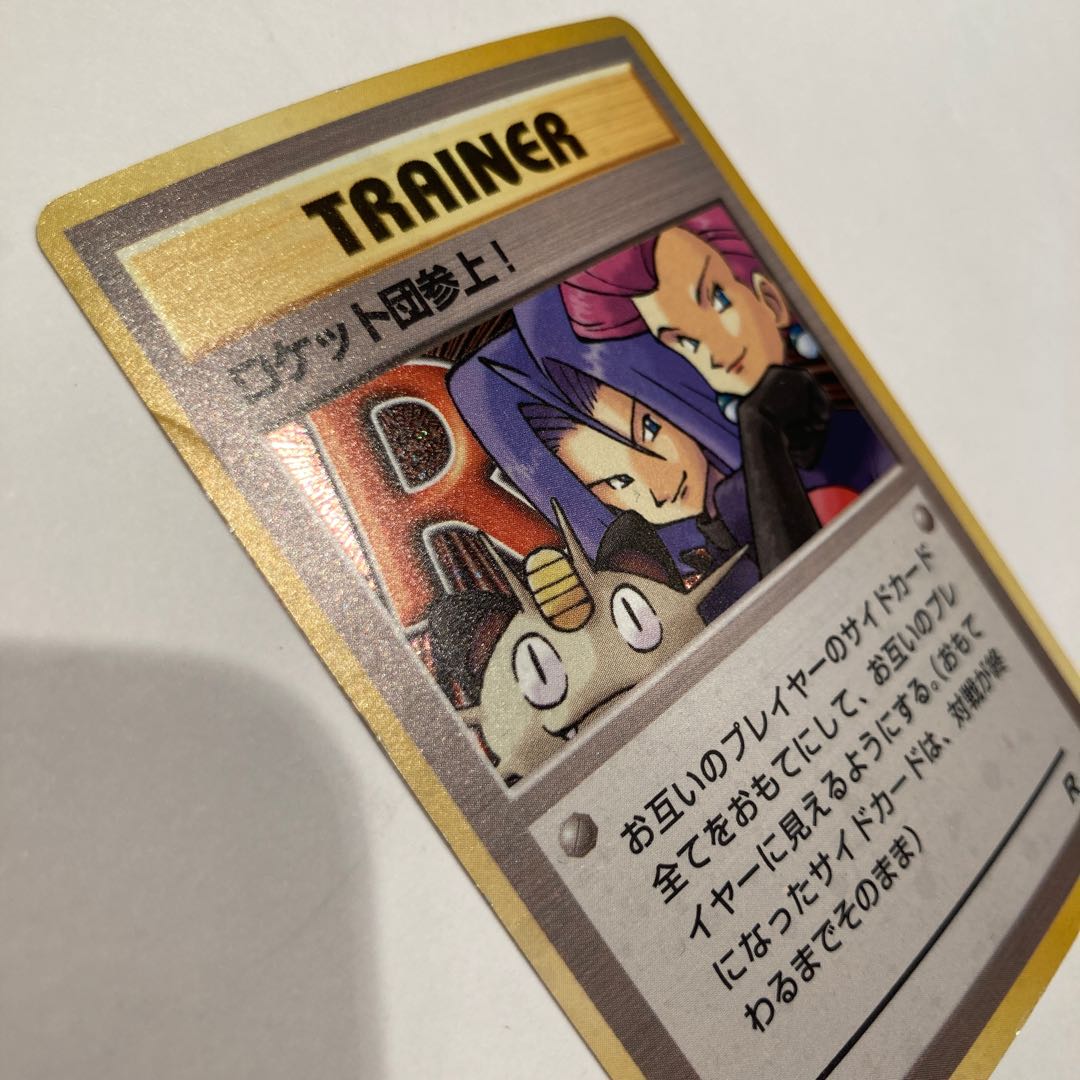 TRAINER
ロケット団参上!
R
お互いのプレイヤーのサイドカード
全てをおもてにして、お互いのプレ
イヤーに見えるようにする。(おもて
になったサイドカードは、対戦が終
わるまでそのまま)
R